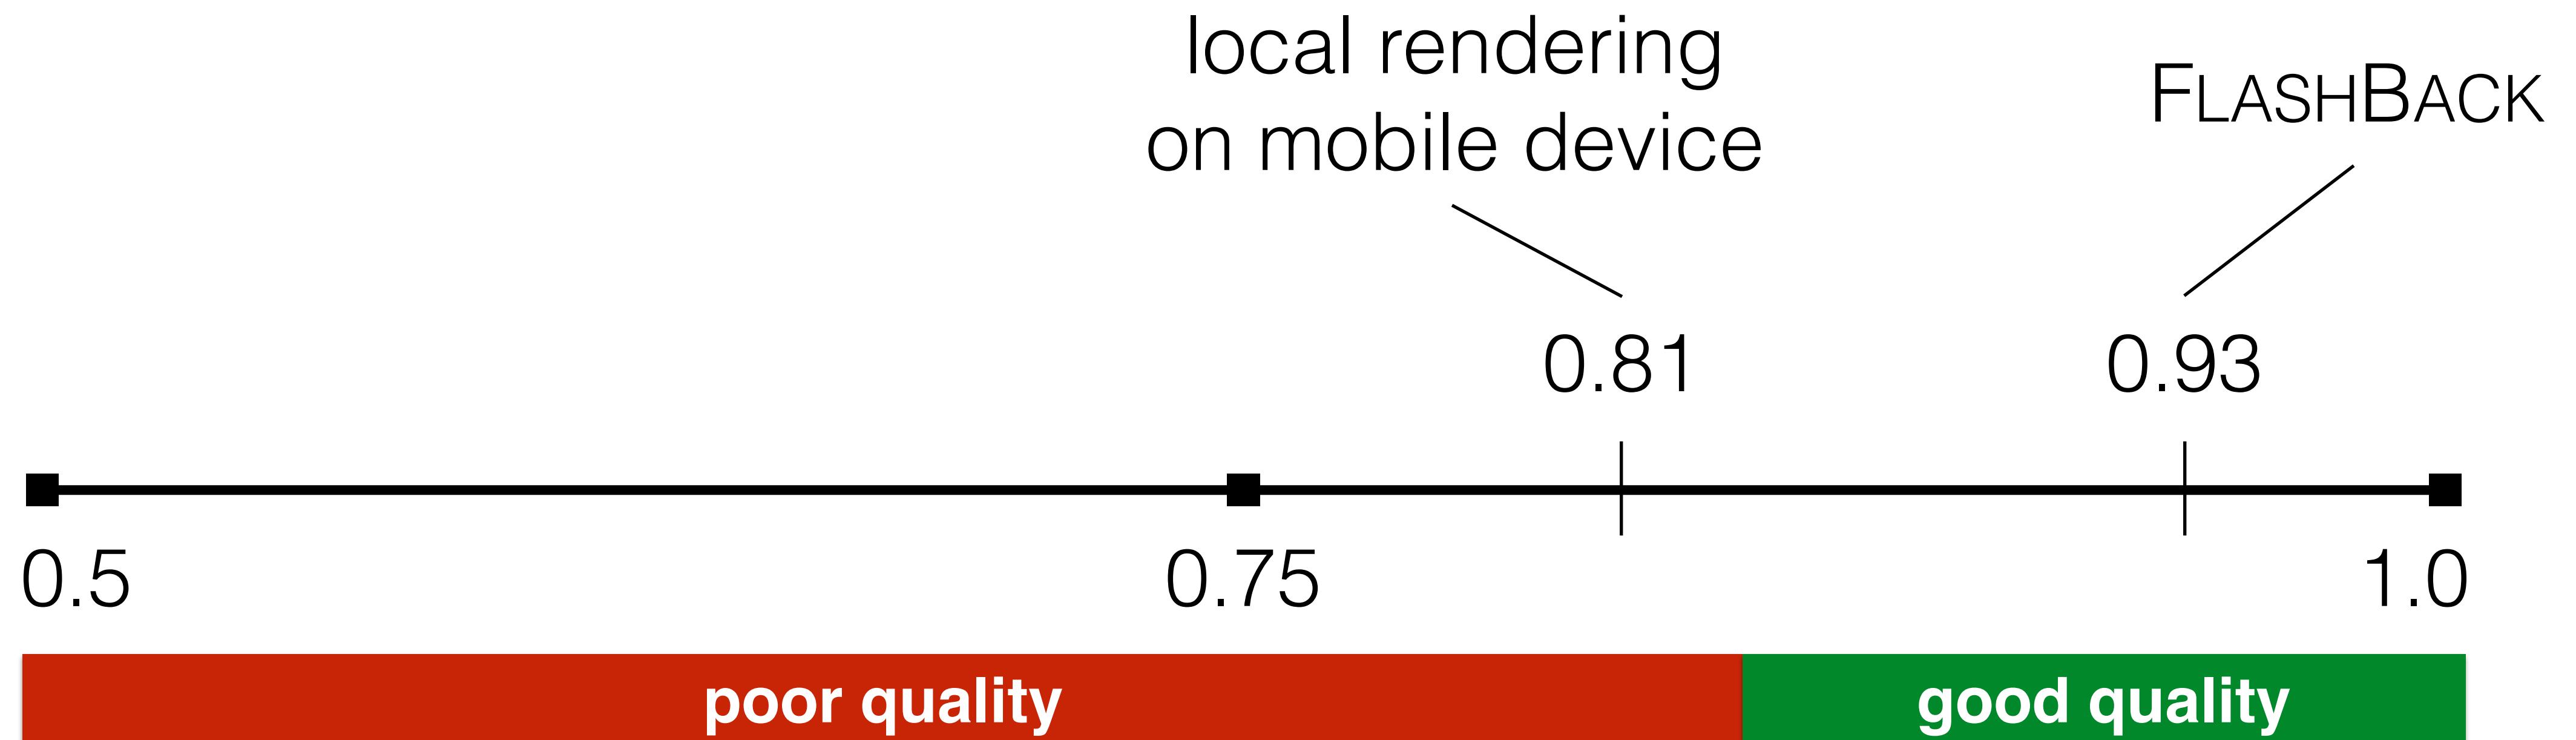 local rendering
on mobile device
FLASHBACK
0.81
0.93
0.5
0.75
1.0
poor quality
good quality